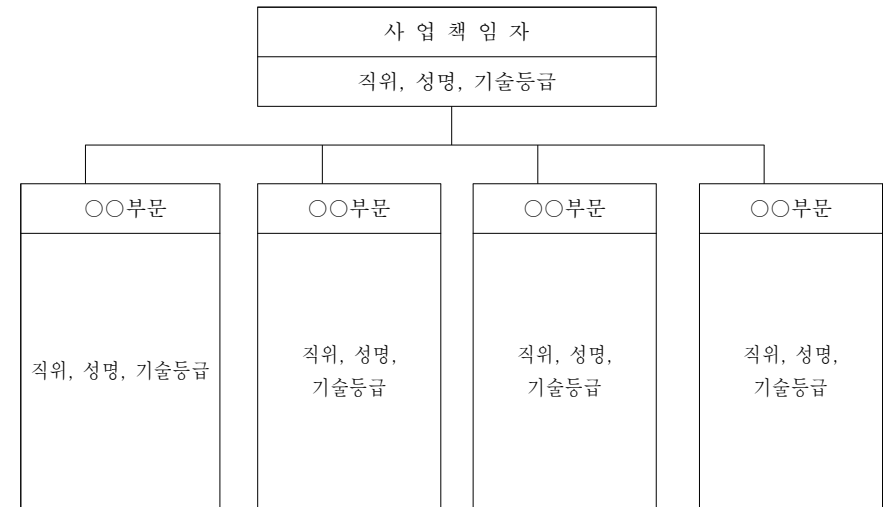 사 업 책 임 자
직위, 성명, 기술등급
○○부문
○○부문
○○부문
○○부문
직위, 성명, 기술등급
직위, 성명,
기술등급
직위, 성명,
기술등급
직위, 성명,
기술등급